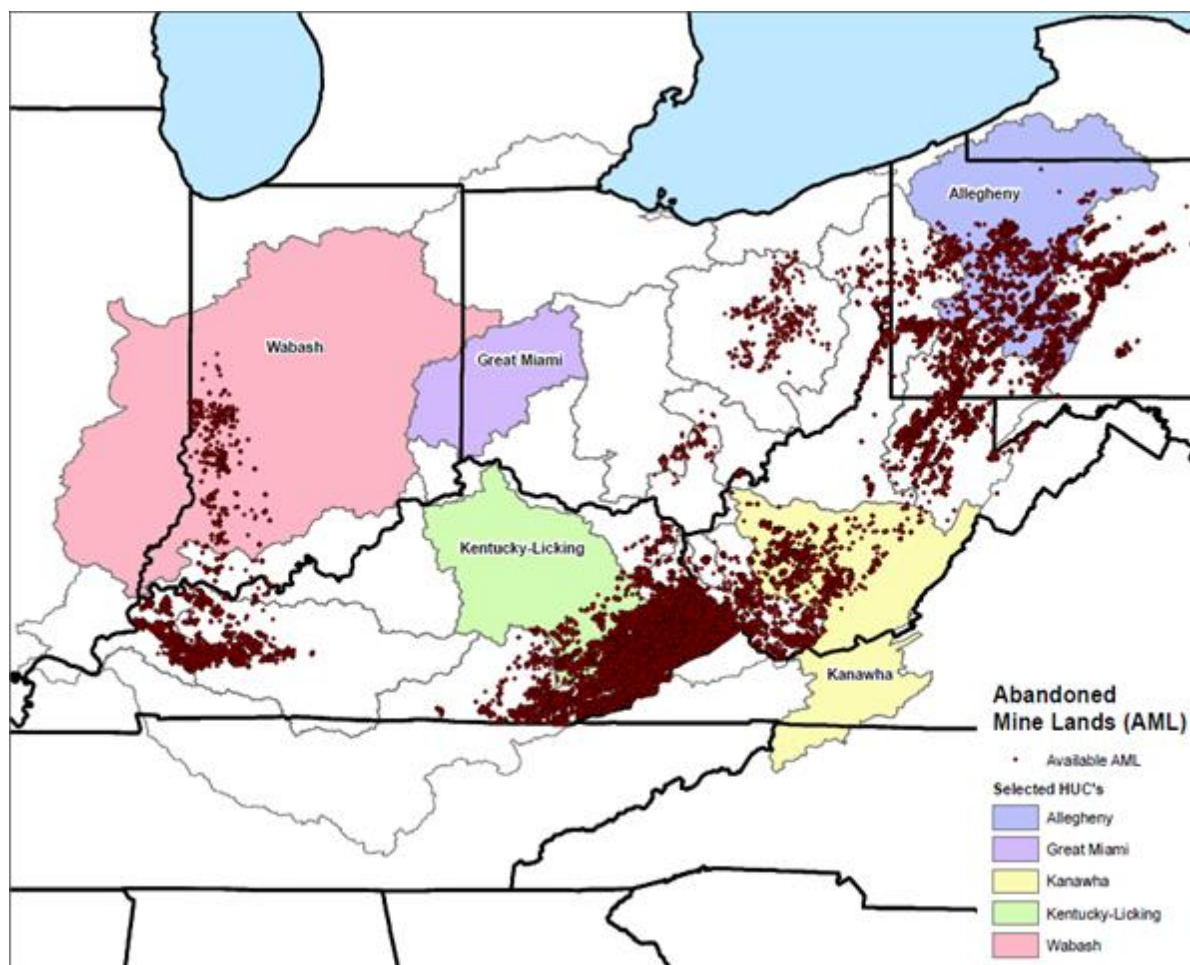 Allegheny
Wabash
Great Miami
Kentucky-Licking
Kanawha
Abandoned
Mine Lands (AML)
Available AML
Selected HUC's
Allegheny
Great Miami
Kanawha
Kentucky-Licking
Wabash